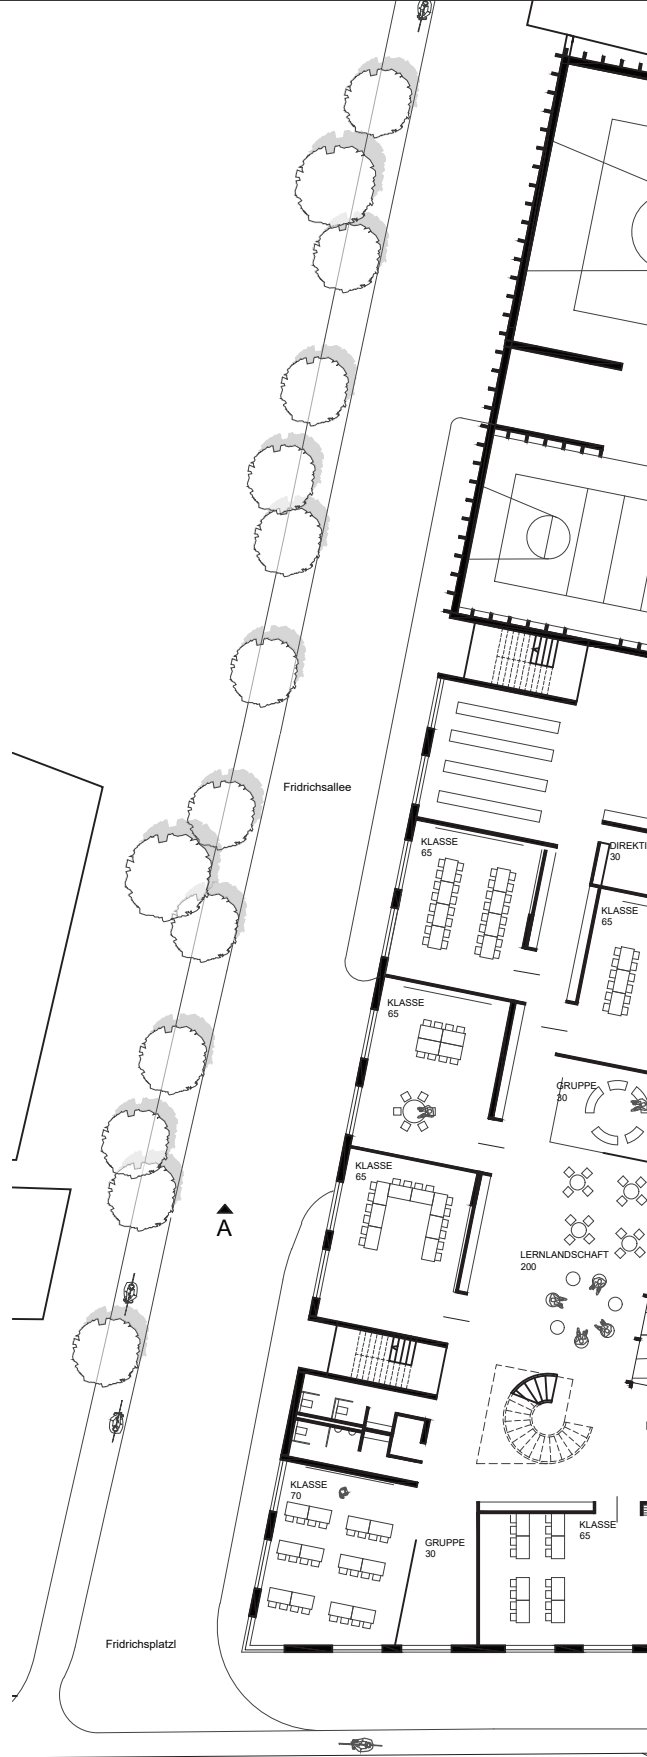 Fridrichsallee
KLASSE
65
DIREKTI
30
KLASSE
65
KLASSE
65
GRUPPE
30
KLASSE
65
A
LERNLANDSCHAFT
200
KLASSE
70
GRUPPE
30
KLASSE
65
Fridrichsplatzl